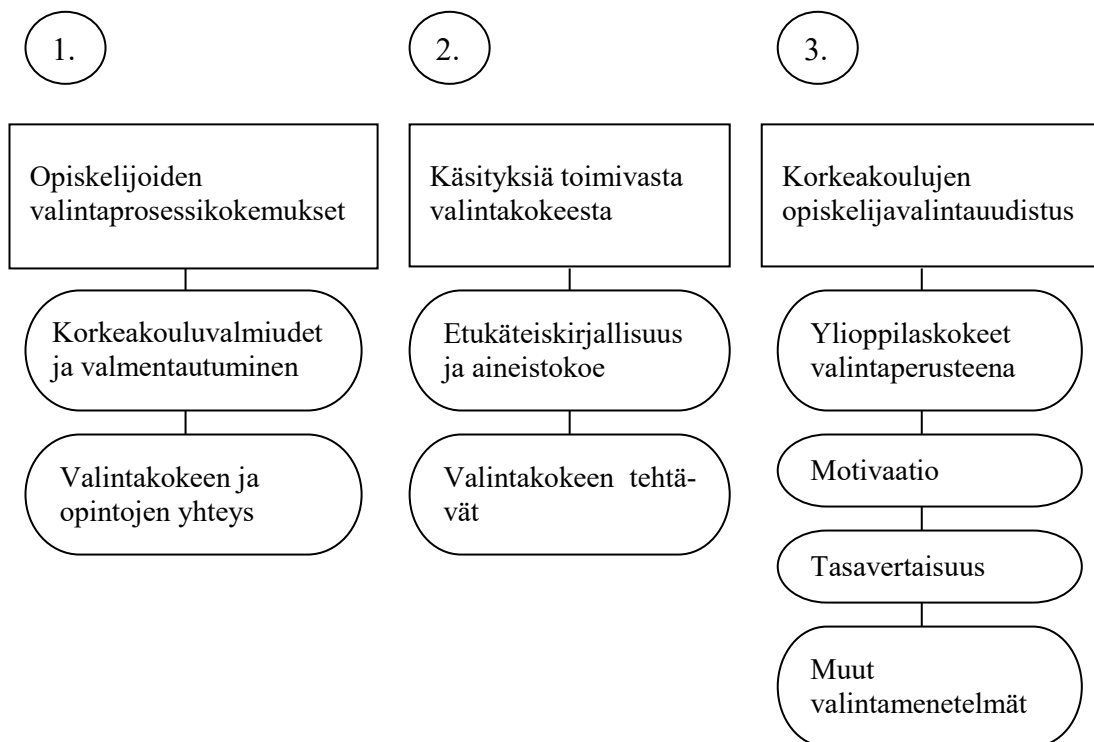 1.
2.
3.
Opiskelijoiden
valintaprosessikokemukset
Käsityksiä toimivasta
valintakokeesta
Korkeakoulujen
opiskelijavalintauudistus
Korkeakouluvalmiudet
ja valmentautuminen
Etukäteiskirjallisuus
ja aineistokoe
Ylioppilaskokeet
valintaperusteena
Valintakokeen ja
opintojen yhteys
Valintakokeen tehtä-
vät
Motivaatio
Tasavertaisuus
Muut
valintamenetelmät